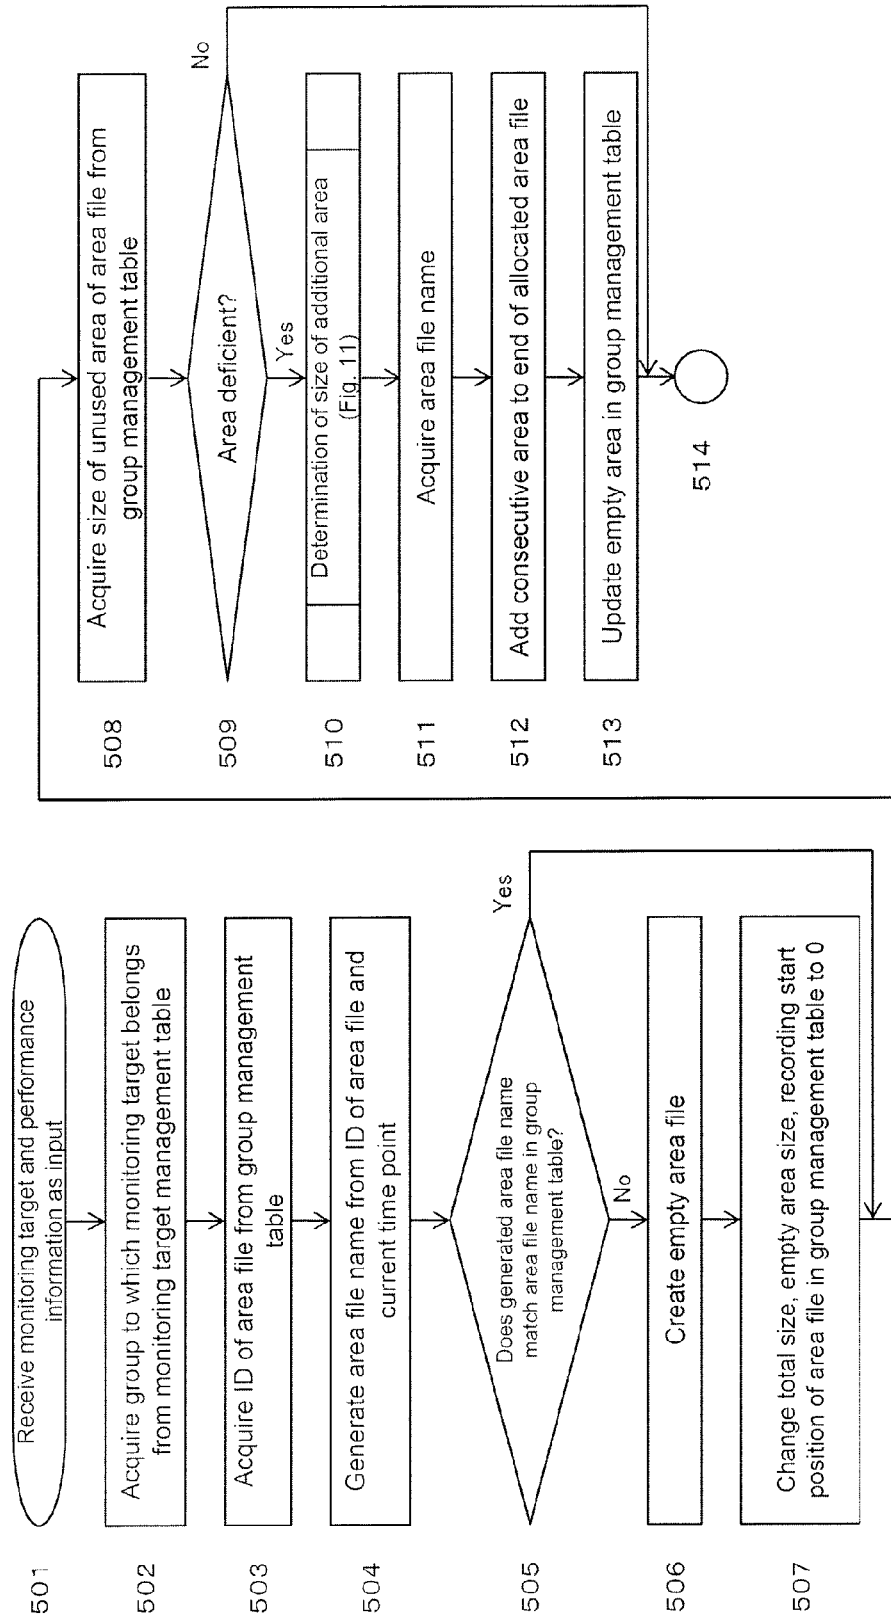 501
Receive monitoring target and performance
information as input
502
Acquire group to which monitoring target belongs
from monitoring target management table
503
Acquire ID of area file from group management
table
504
Generate area file name from ID of area file and
current time point
505
Does generated area file name
match area file name in group
management table?
Yes
No
506
Create empty area file
507
Change total size, empty area size, recording start
position of area file in group management table to 0
508
Acquire size of unused area of area file from
group management table
509
Area deficient?
No
Yes
510
Determination of size of additional area
(Fig. 11)
511
Acquire area file name
512
Add consecutive area to end of allocated area file
513
Update empty area in group management table
514